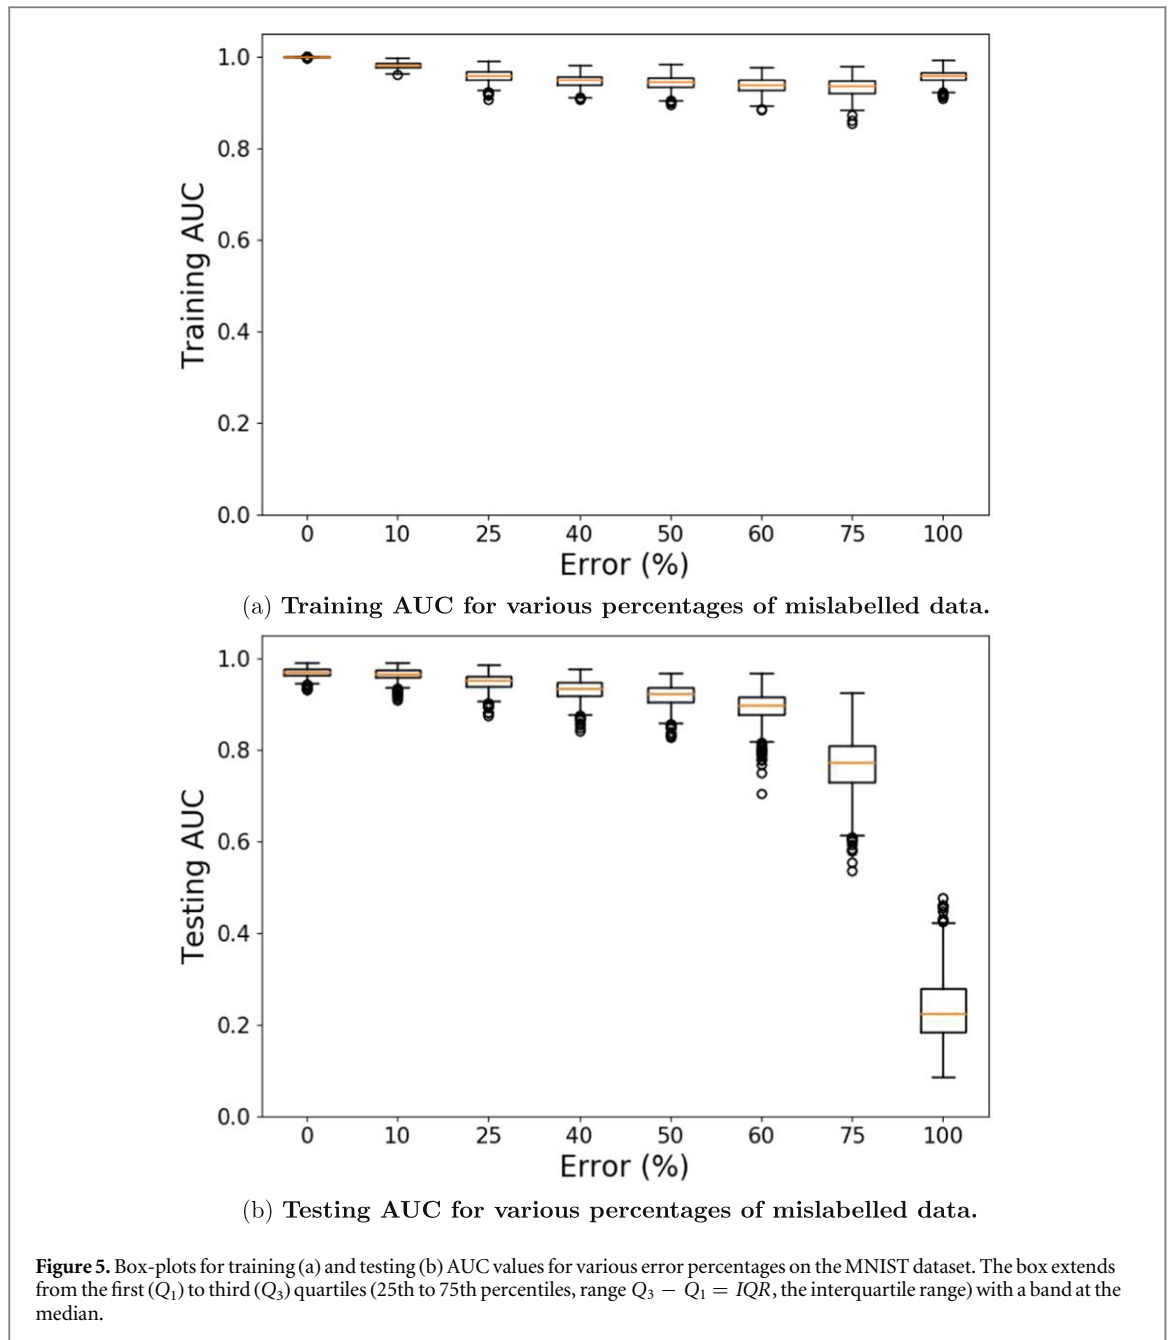 1.0
0.8
0.6
0.4
0.2
0.0
Training AUC
0 10 25 40 50 60 75 100
Error (%)
(a) Training AUC for various percentages of mislabelled data.
1.0
0.8
0.6
0.4
0.2
0.0
Testing AUC
0 10 25 40 50 60 75 100
Error (%)
(b) Testing AUC for various percentages of mislabelled data.
Figure 5. Box-plots for training (a) and testing (b) AUC values for various error percentages on the MNIST dataset. The box extends
from the first (Q₁) to third (Q₃) quartiles (25th to 75th percentiles, range Q₃ − Q₁ = IQR, the interquartile range) with a band at the
median.